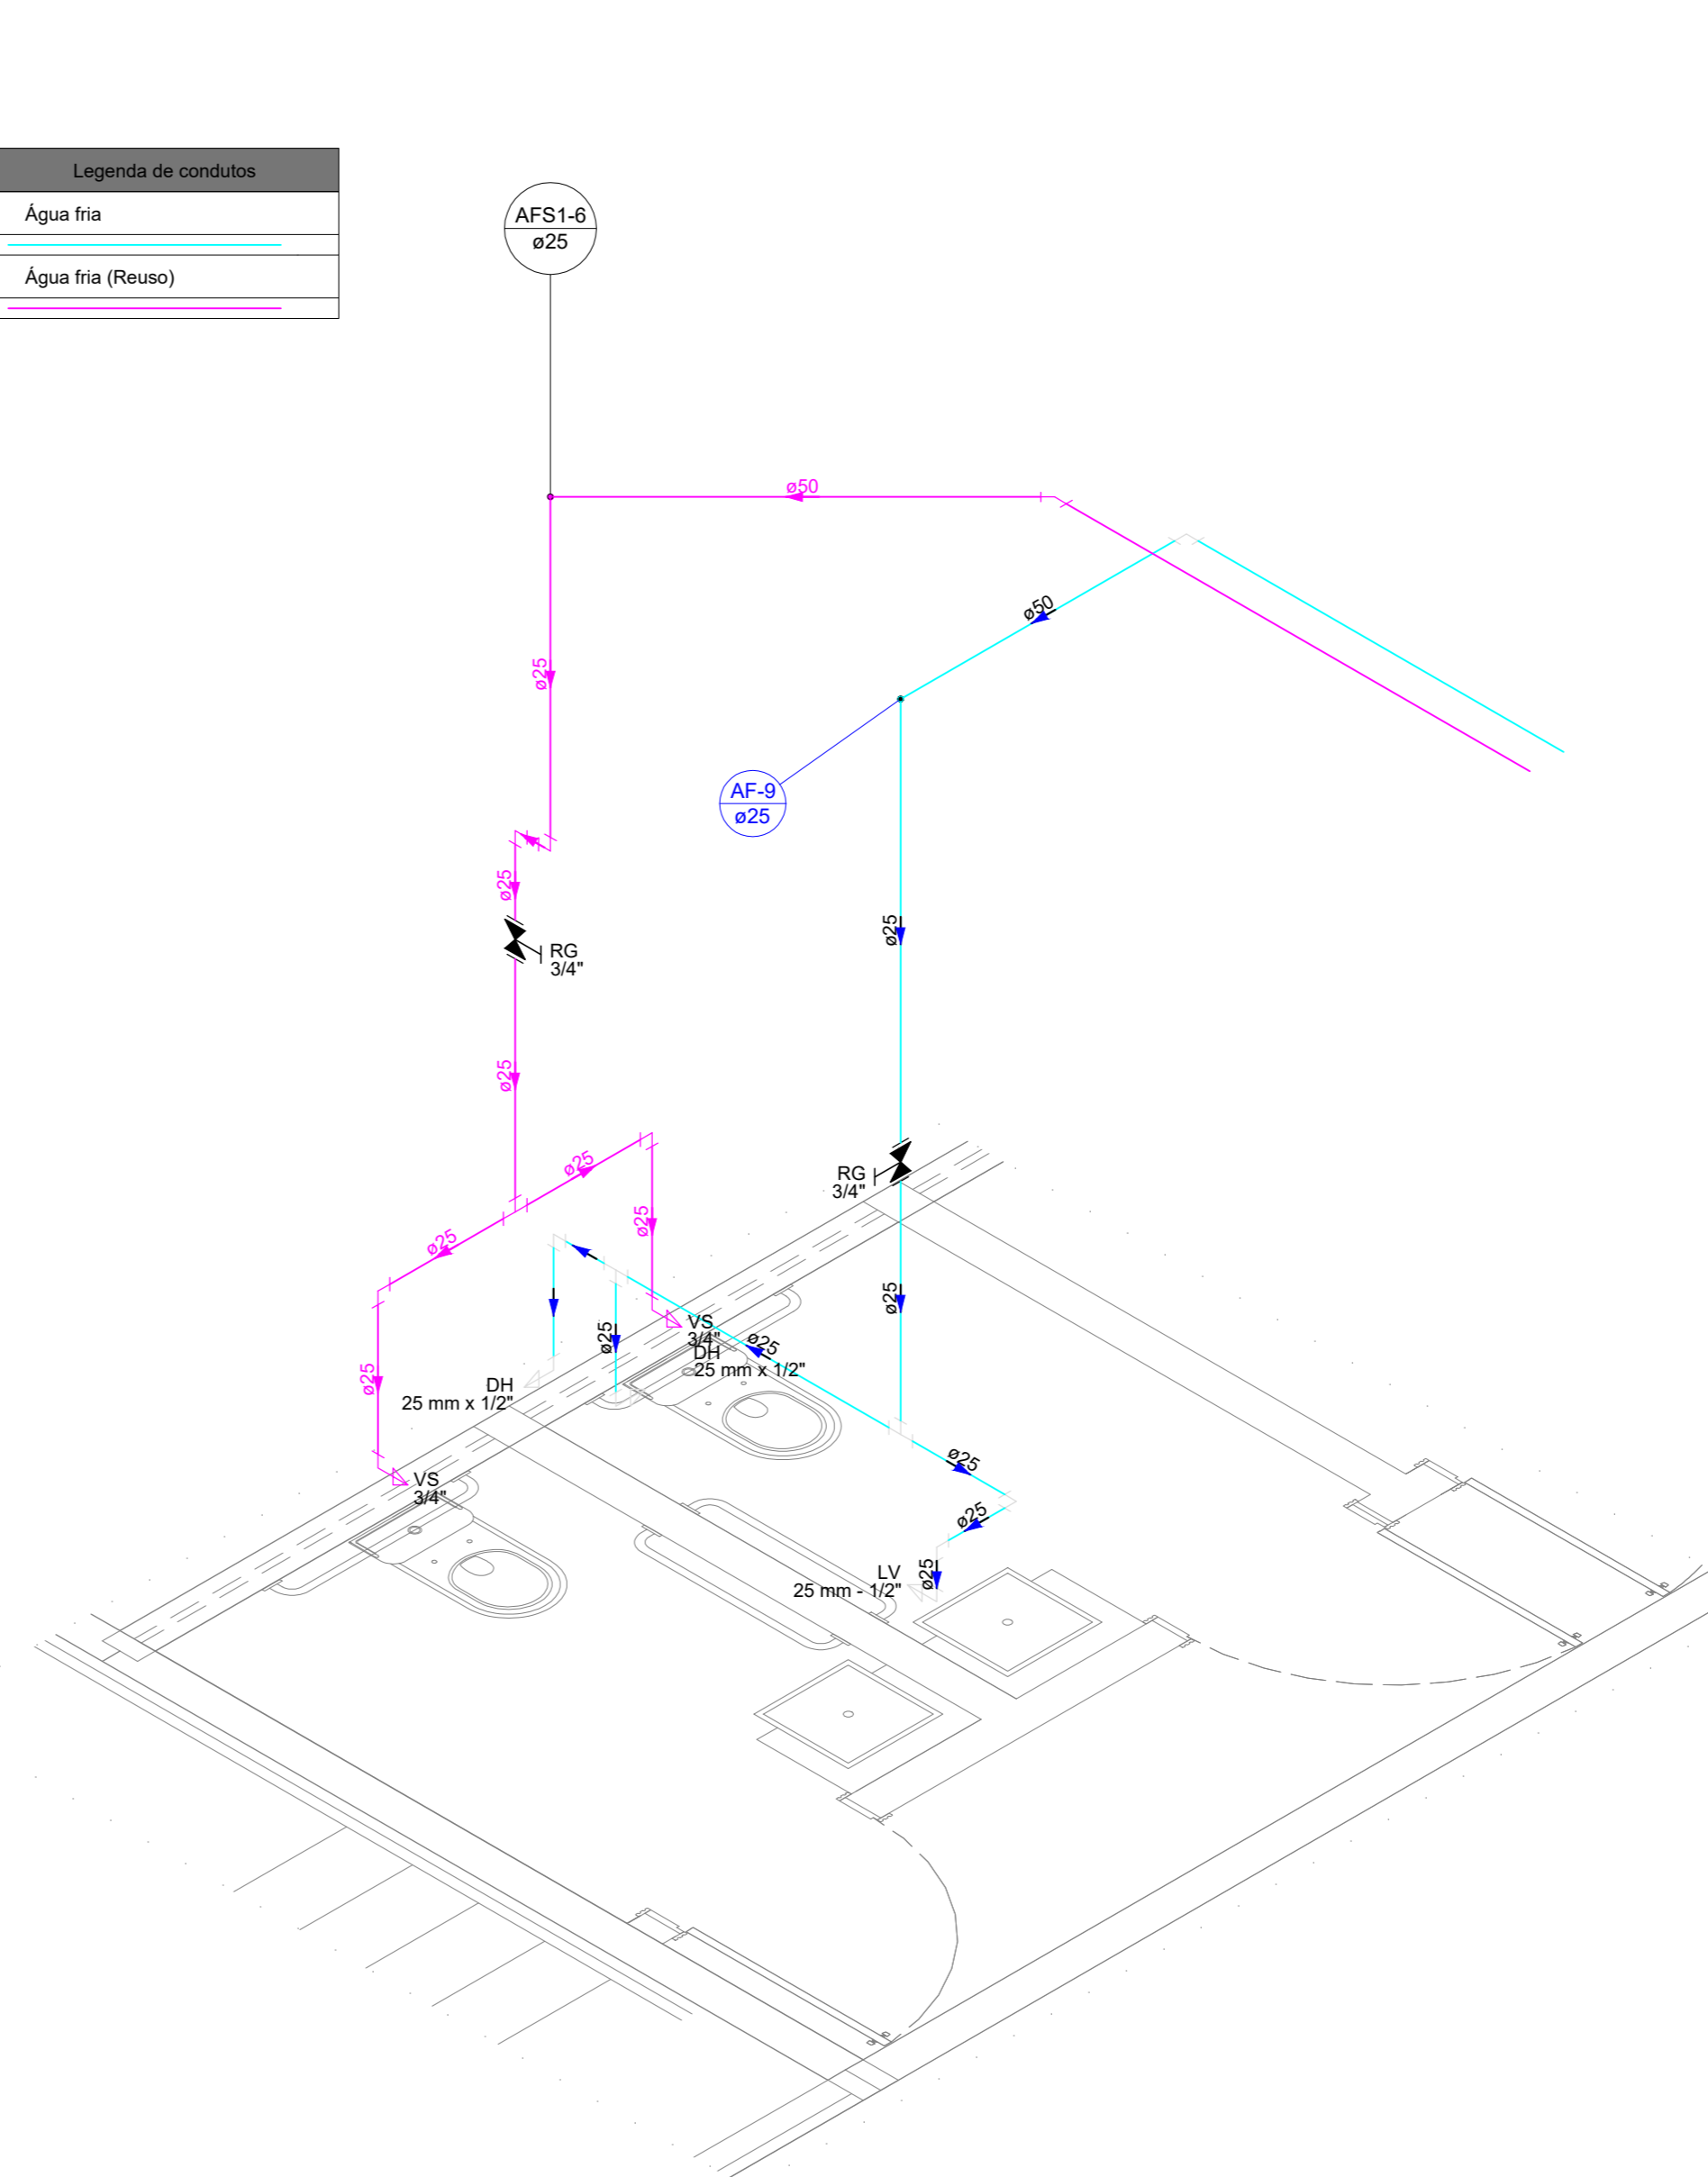 Legenda de condutos
Água fria
Água fria (Reuso)
AFS1-6
ø25
ø50
ø50
ø25
AF-9
ø25
ø25
ø25
RG
3/4"
ø25
ø25
RG
3/4"
ø25
ø25
ø25
ø25
ø25
VS
3/4"
DH
25 mm x 1/2"
ø25
ø25
DH
25 mm x 1/2"
VS
3/4"
ø25
ø25
LV
25 mm - 1/2"
ø25